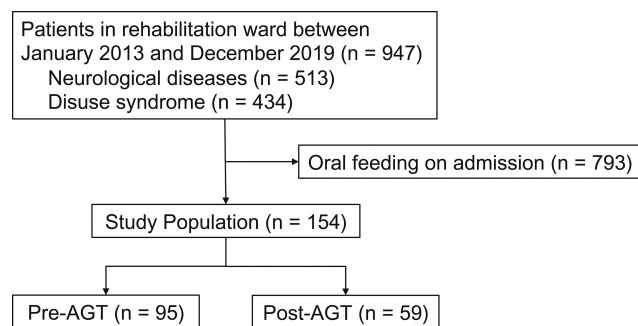 Patients in rehabilitation ward between
January 2013 and December 2019 (n = 947)
Neurological diseases (n = 513)
Disuse syndrome (n = 434)
Oral feeding on admission (n = 793)
Study Population (n = 154)
Pre-AGT (n = 95)
Post-AGT (n = 59)